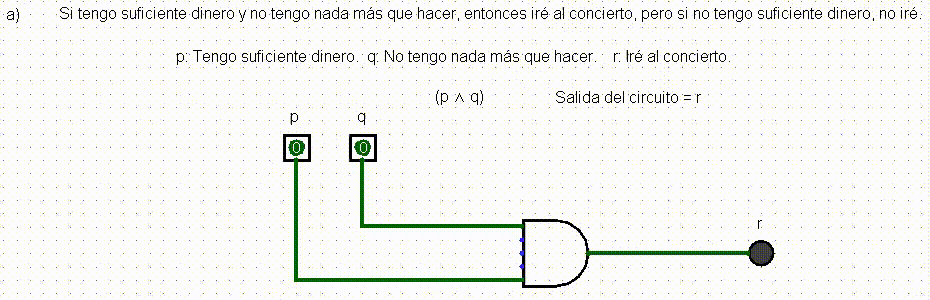 a) Si tengo suficiente dinero y no tengo nada más que hacer, entonces iré al concierto, pero si no tengo suficiente dinero, no iré.
p: Tengo suficiente dinero. q: No tengo nada más que hacer. r: Iré al concierto.
(p ∧ q) Salida del circuito = r
p q
0 0
r